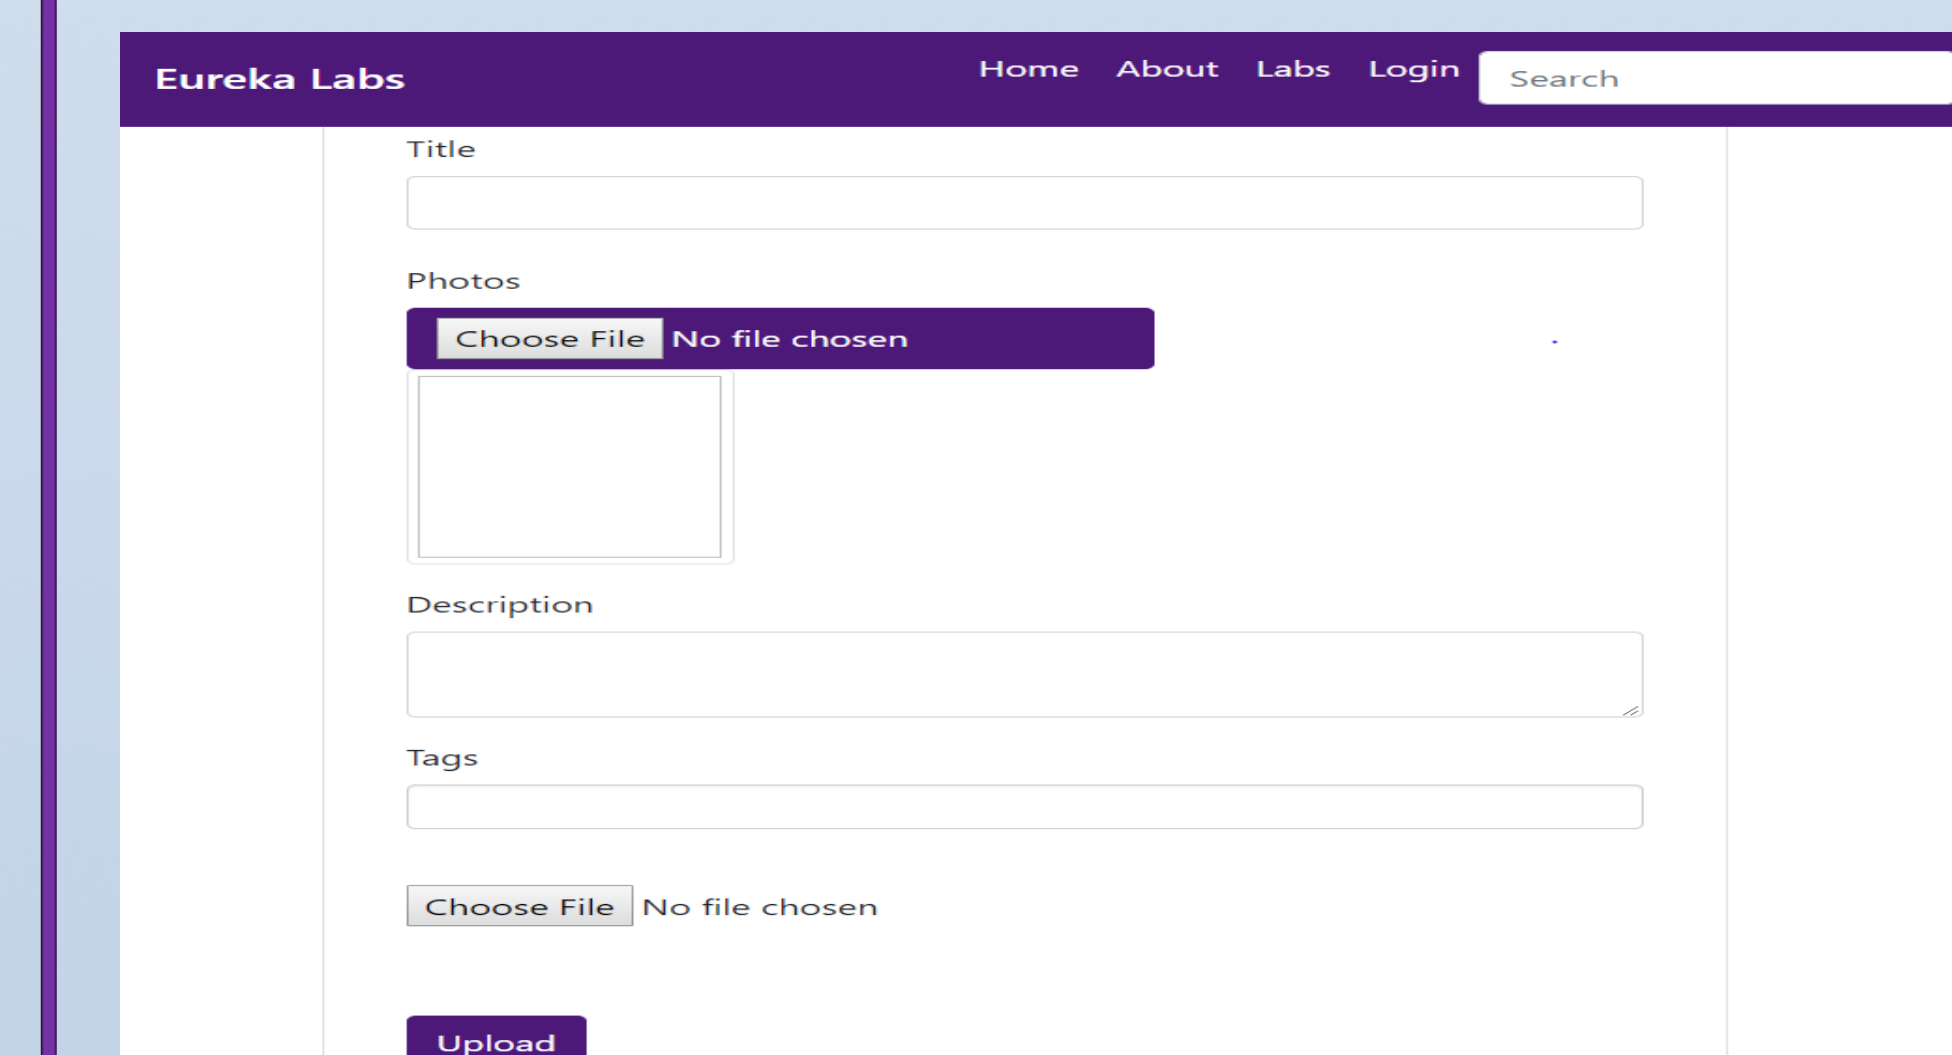 Eureka Labs
Home About Labs Login Search
Title
Photos
Choose File No file chosen
Description
Tags
Choose File No file chosen
Upload